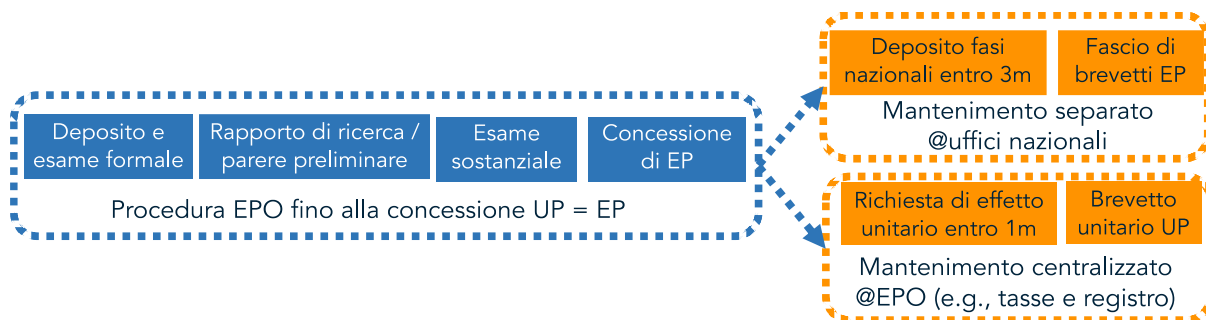 Deposito e
esame formale
Rapporto di ricerca /
parere preliminare
Esame
sostanziale
Concessione
di EP
Procedura EPO fino alla concessione UP = EP
Deposito fasi
nazionali entro 3m
Fascio di
brevetti EP
Mantenimento separato
@uffici nazionali
Richiesta di effetto
unitario entro 1m
Brevetto
unitario UP
Mantenimento centralizzato
@EPO (e.g., tasse e registro)